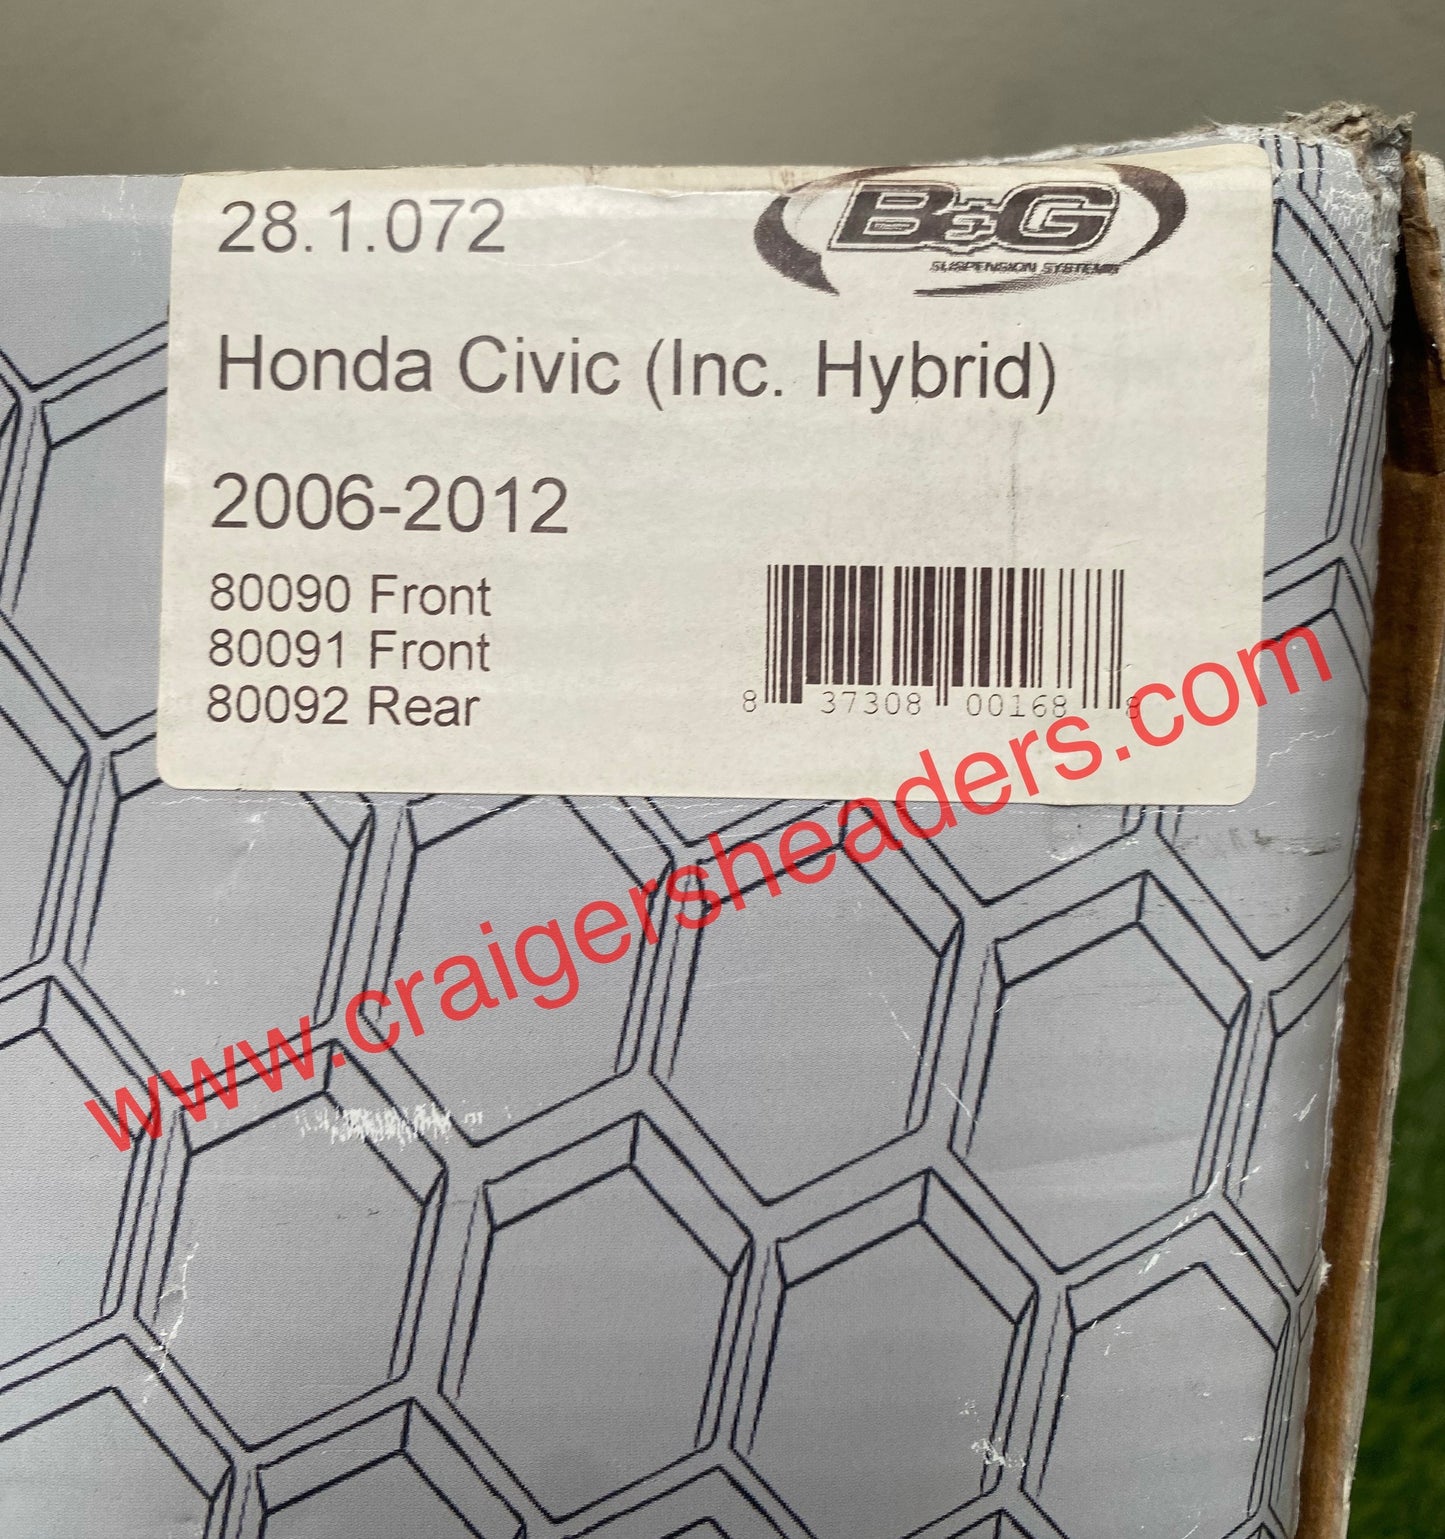 28.1.072
B&G
SUSPENSION SYSTEMS
Honda Civic (Inc. Hybrid)
2006-2012
80090 Front
80091 Front
80092 Rear
8 37308 00168 8
www.craigersheaders.com